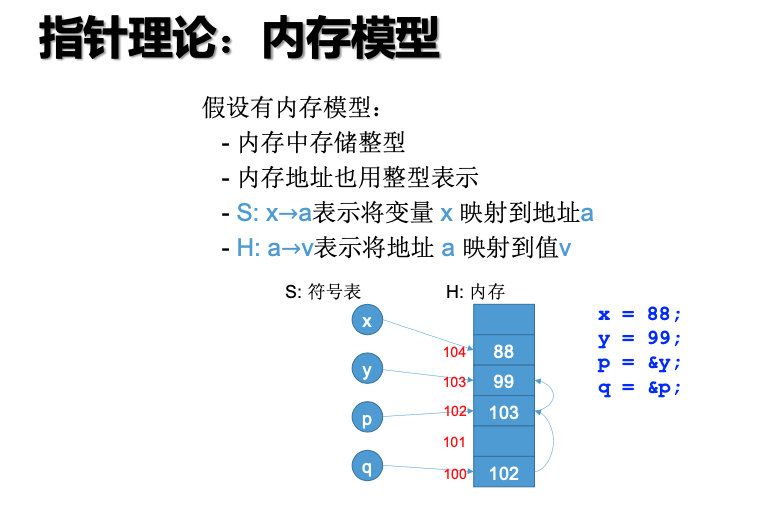 指针理论：内存模型
假设有内存模型：
- 内存中存储整型
- 内存地址也用整型表示
- S: x→a表示将变量 x 映射到地址a
- H: a→v表示将地址 a 映射到值v
S: 符号表
H: 内存
x
y
p
q
104
88
103
99
102
103
101
100
102
x = 88;
y = 99;
p = &y;
q = &p;